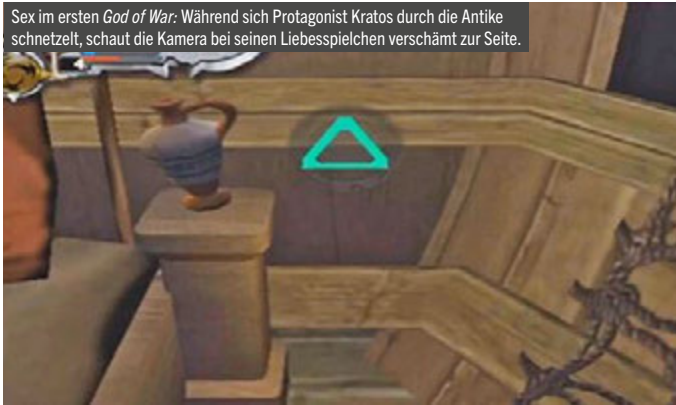 Sex im ersten God of War: Während sich Protagonist Kratos durch die Antike
schnetzelt, schaut die Kamera bei seinen Liebesspielchen verschämt zur Seite.